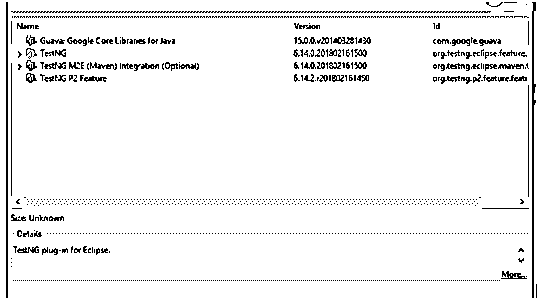 Name Version Id
Guava: Google Core Libraries for Java 15.0.0.v201403281430 com.google.guava
TestNG 6.14.0.201802161500 org.testng.eclipse.feature.
TestNG M2E (Maven) Integration (Optional) 6.14.0.201802161500 org.testng.eclipse.maven.
TestNG P2 Feature 6.14.2.r201802161450 org.testng.p2.feature.feat
Size: Unknown
Details
TestNG plug-in for Eclipse.
More...